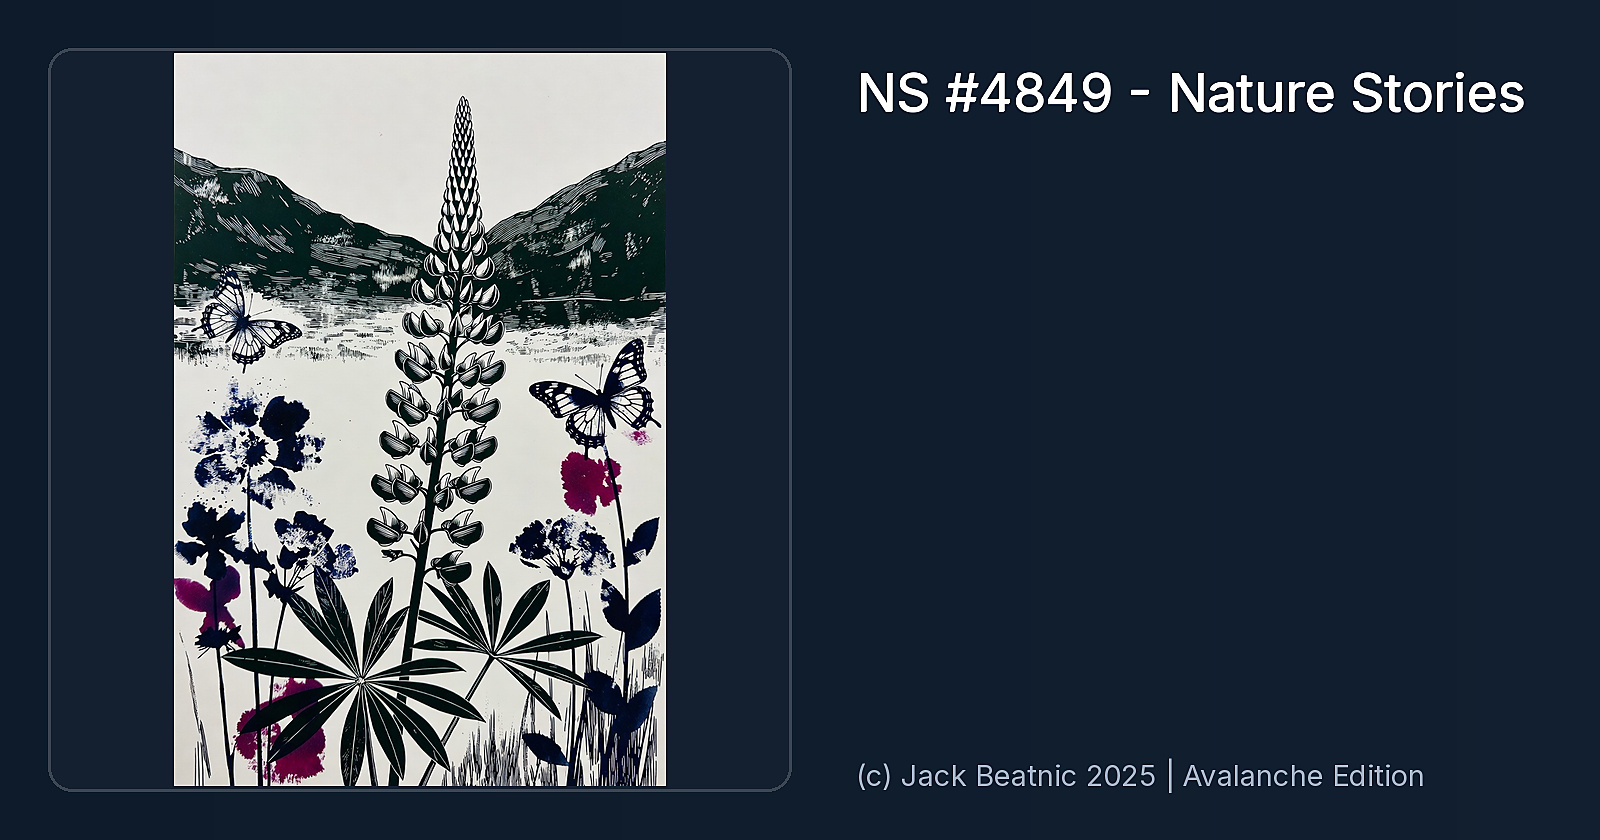 NS #4849 - Nature Stories
(c) Jack Beatnic 2025 | Avalanche Edition